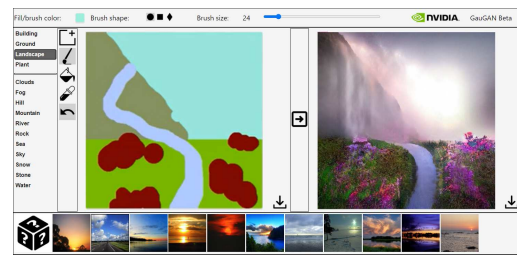 Fill/brush color: Brush shape: Brush size: 24 NVIDIA. GauGAN Beta
Building
Ground
Landscape
Plant
Clouds
Fog
Hill
Mountain
River
Rock
Sea
Sky
Snow
Stone
Water
? ? ?